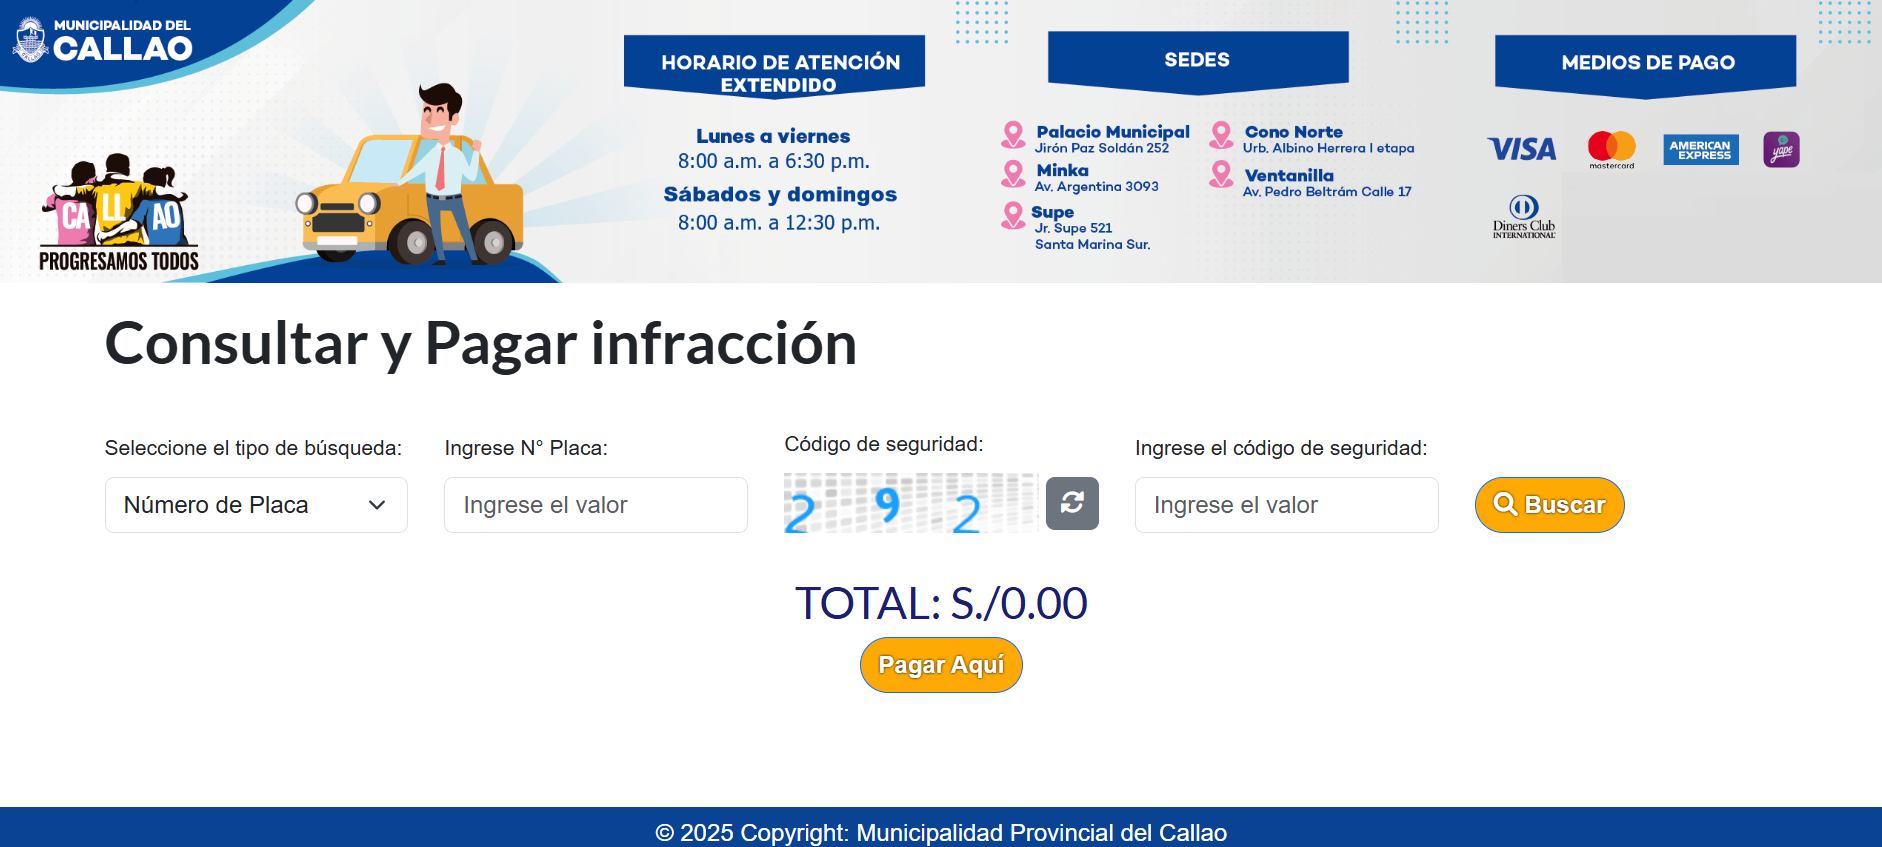 MUNICIPALIDAD DEL
CALLAO
CA LL AO
PROGRESAMOS TODOS
HORARIO DE ATENCIÓN
EXTENDIDO
Lunes a viernes
8:00 a.m. a 6:30 p.m.
Sábados y domingos
8:00 a.m. a 12:30 p.m.
SEDES
Palacio Municipal
Jirón Paz Soldán 252
Minka
Av. Argentina 3093
Supe
Jr. Supe 521
Santa Marina Sur.
Cono Norte
Urb. Albino Herrera I etapa
Ventanilla
Av. Pedro Beltrám Calle 17
MEDIOS DE PAGO
VISA
mastercard
AMERICAN
EXPRESS
yape
Diners Club
INTERNATIONAL
Consultar y Pagar infracción
Seleccione el tipo de búsqueda:
Número de Placa
Ingrese N° Placa:
Ingrese el valor
Código de seguridad:
2 9 2
Ingrese el código de seguridad:
Ingrese el valor
Buscar
TOTAL: S./0.00
Pagar Aquí
© 2025 Copyright: Municipalidad Provincial del Callao